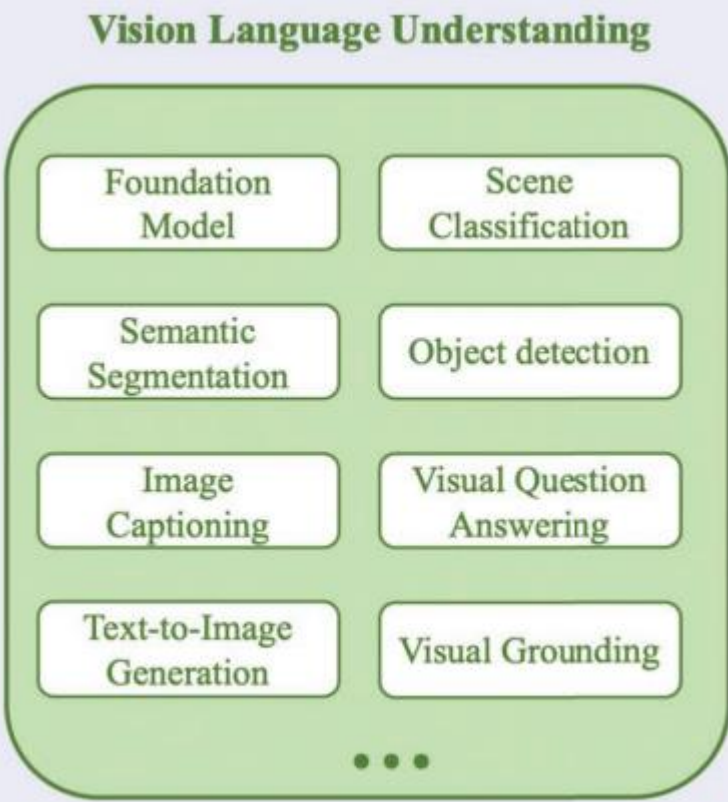 Vision Language Understanding
Foundation
Model
Scene
Classification
Semantic
Segmentation
Object detection
Image
Captioning
Visual Question
Answering
Text-to-Image
Generation
Visual Grounding
...